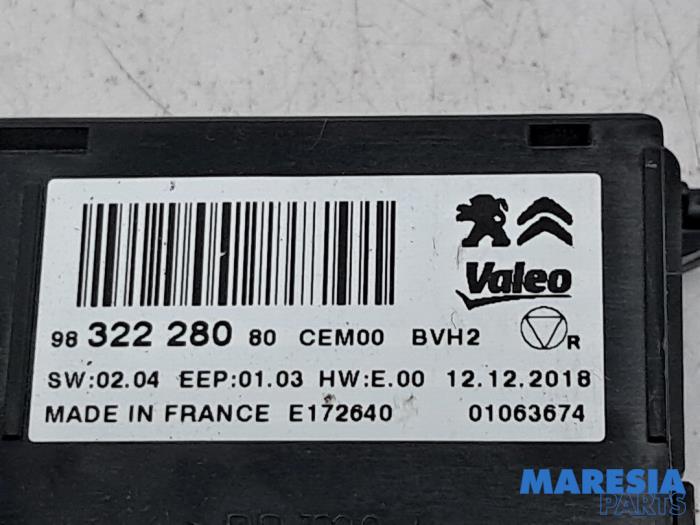 Valeo
98 322 280 80 CEM00 BVH2
R
SW:02.04 EEP:01.03 HW:E.00 12.12.2018
MADE IN FRANCE E172640 01063674
MARESIA
PARTS